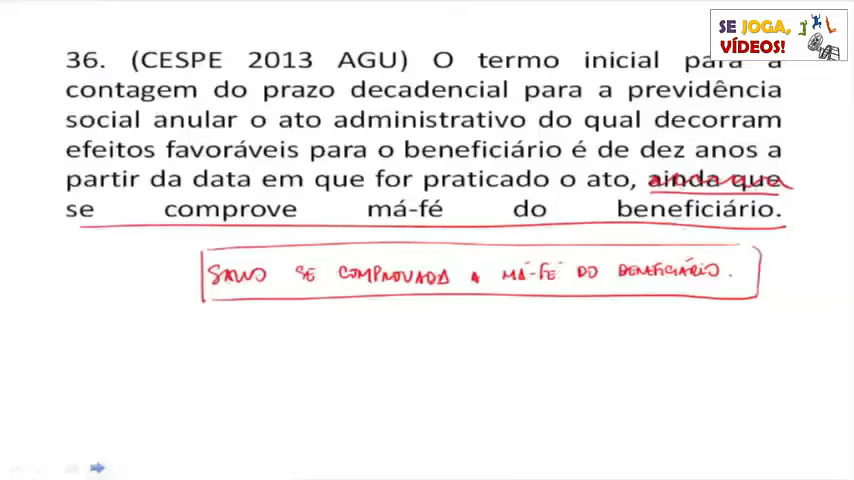 SE JOGA,
VÍDEOS!
36. (CESPE 2013 AGU) O termo inicial para a
contagem do prazo decadencial para a previdência
social anular o ato administrativo do qual decorram
efeitos favoráveis para o beneficiário é de dez anos a
partir da data em que for praticado o ato, ainda que
se comprove má-fé do beneficiário.
SALVO SE COMPROVADA A MÁ-FÉ DO BENEFICIÁRIO.